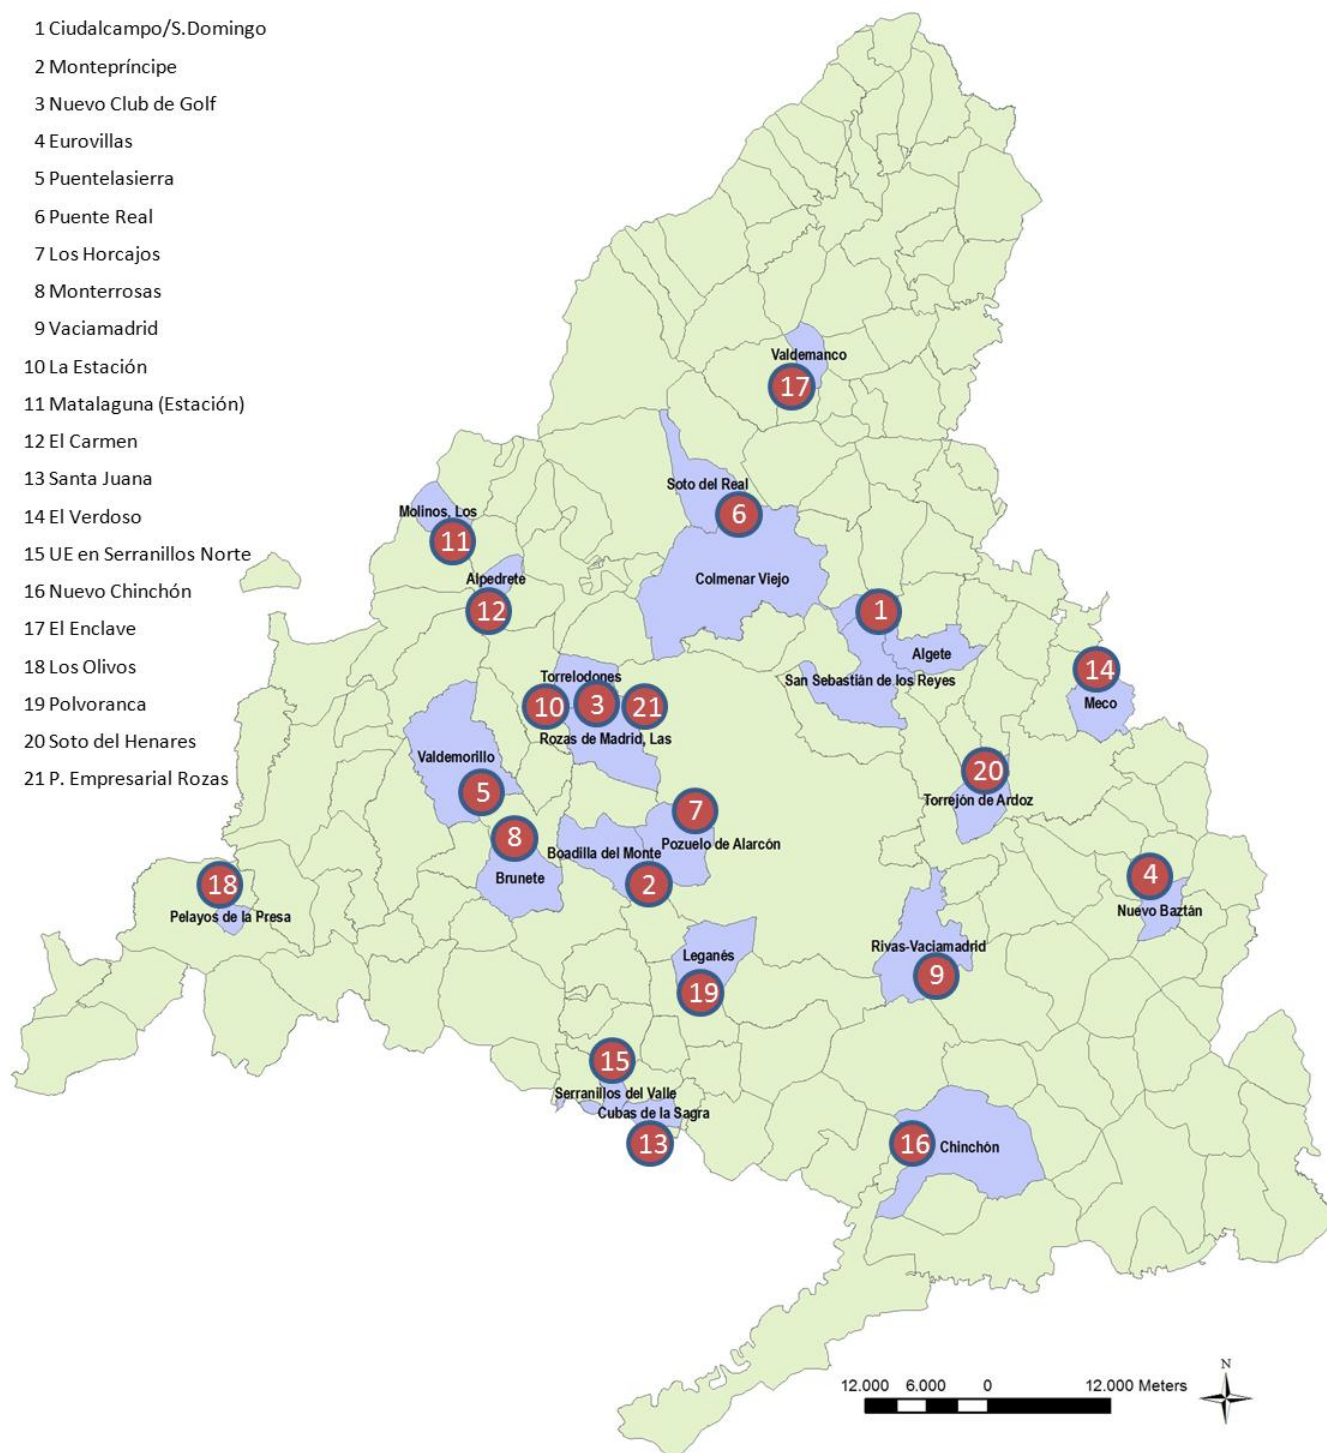 1 Ciudalcampo/S.Domingo
2 Montepríncipe
3 Nuevo Club de Golf
4 Eurovillas
5 Puentelasierra
6 Puente Real
7 Los Horcajos
8 Monterrosas
9 Vaciamadrid
10 La Estación
11 Matalaguna (Estación)
12 El Carmen
13 Santa Juana
14 El Verdoso
15 UE en Serranillos Norte
16 Nuevo Chinchón
17 El Enclave
18 Los Olivos
19 Polvoranca
20 Soto del Henares
21 P. Empresarial Rozas
Valdemanco
17
Soto del Real
6
Molinos, Los
11
Alpedrete
12
Colmenar Viejo
1
Algete
San Sebastián de los Reyes
14
Meco
Torrelodones
10
3
21
Rozas de Madrid, Las
Valdemorillo
5
20
Torrejón de Ardoz
7
Pozuelo de Alarcón
8
Brunete
Boadilla del Monte
2
18
Pelayos de la Presa
4
Nuevo Baztán
Rivas-Vaciamadrid
9
Leganés
19
15
Serranillos del Valle
Cubas de la Sagra
13
16
Chinchón
12.000 6.000 0 12.000 Meters
N